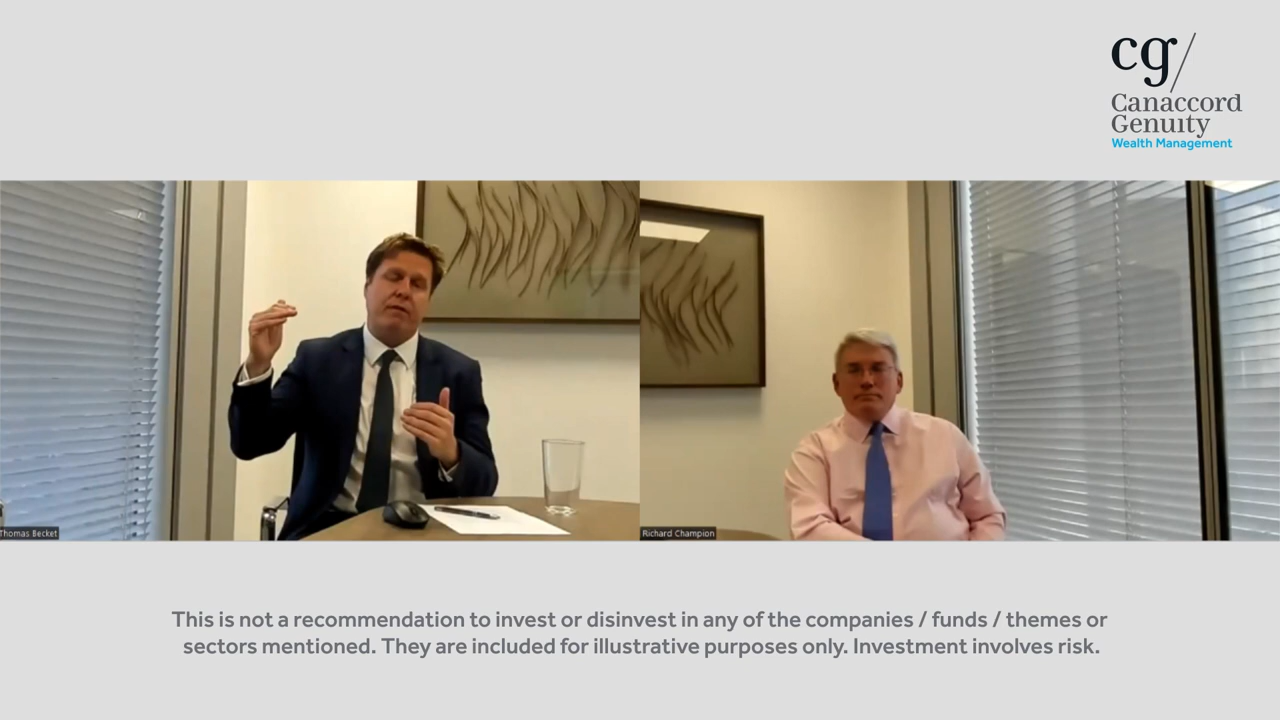 cg/
Canaccord
Genuity
Wealth Management
Thomas Becket
Richard Champion
This is not a recommendation to invest or disinvest in any of the companies / funds / themes or
sectors mentioned. They are included for illustrative purposes only. Investment involves risk.